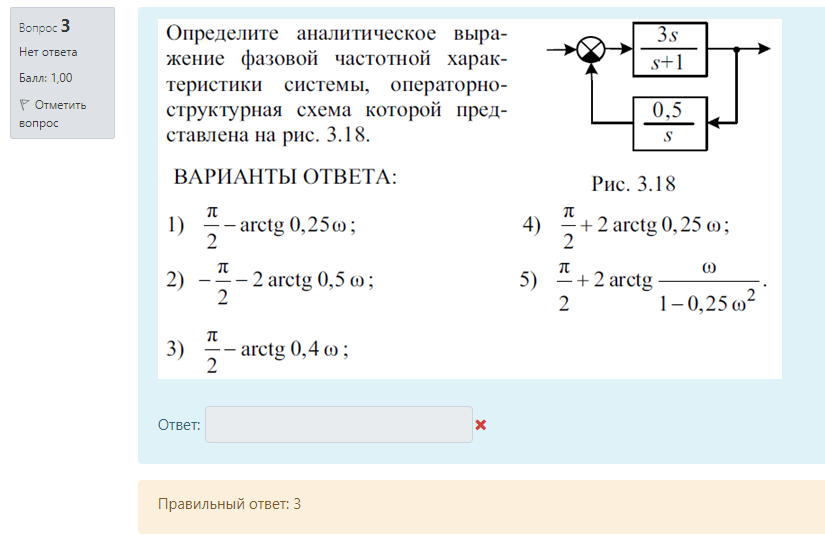 Вопрос 3
Нет ответа
Балл: 1,00
Отметить
вопрос
Определите аналитическое выра-
жение фазовой частотной харак-
теристики системы, операторно-
структурная схема которой пред-
ставлена на рис. 3.18.
3s
s+1
0,5
s
Рис. 3.18
ВАРИАНТЫ ОТВЕТА:
1) π/2 − arctg 0,25ω;
2) −π/2 − 2 arctg 0,5 ω;
3) π/2 − arctg 0,4 ω;
4) π/2 + 2 arctg 0,25 ω;
5) π/2 + 2 arctg ω/(1−0,25 ω²).
Ответ:
Правильный ответ: 3